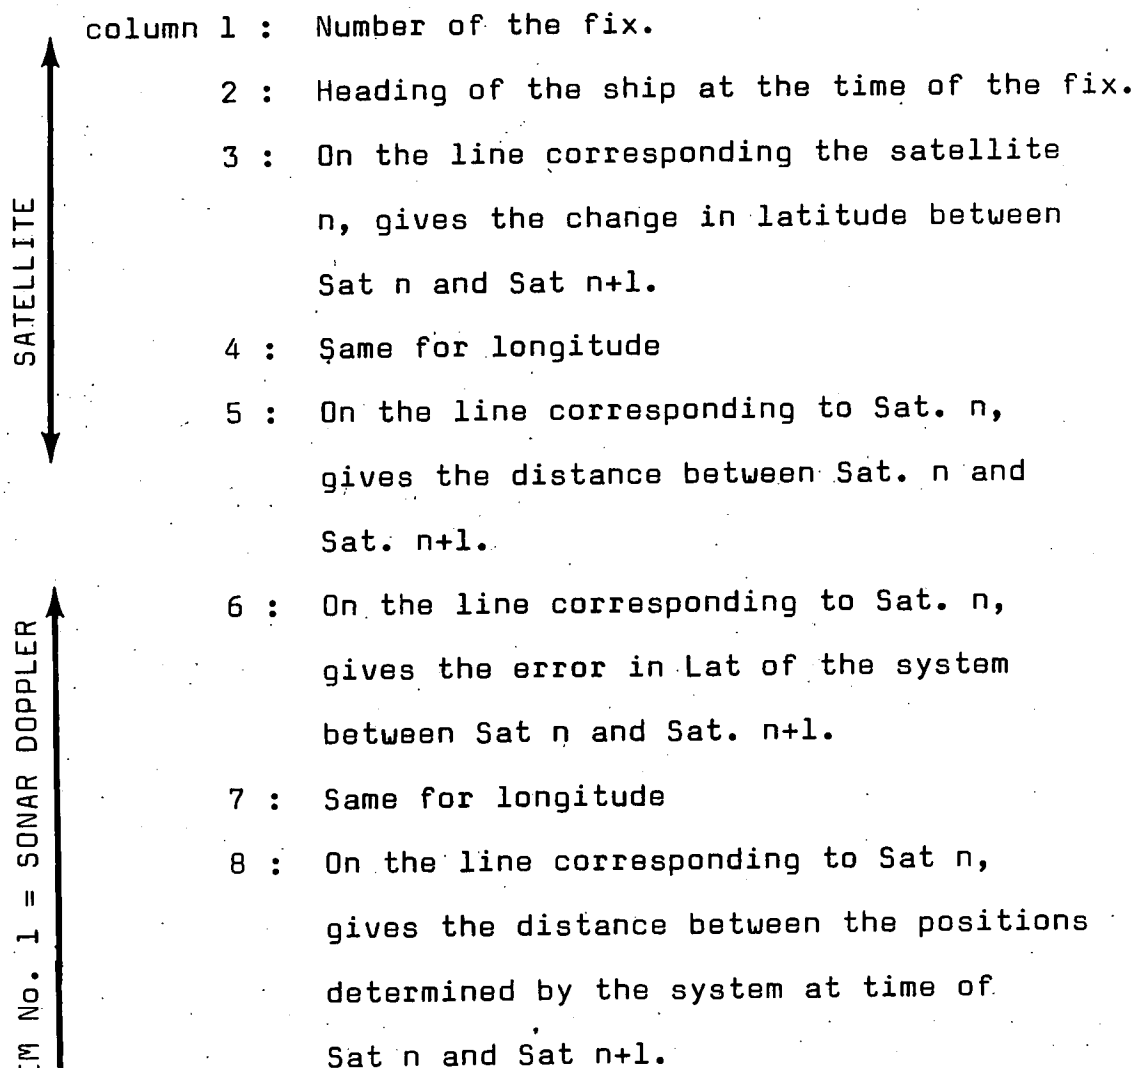 column 1 : Number of the fix.
2 : Heading of the ship at the time of the fix.
3 : On the line corresponding the satellite
n, gives the change in latitude between
Sat n and Sat n+1.
4 : Same for longitude
5 : On the line corresponding to Sat. n,
gives the distance between Sat. n and
Sat. n+1.
SATELLITE
6 : On the line corresponding to Sat. n,
gives the error in Lat of the system
between Sat n and Sat. n+1.
7 : Same for longitude
8 : On the line corresponding to Sat n,
gives the distance between the positions
determined by the system at time of
Sat n and Sat n+1.
No. 1 = SONAR DOPPLER